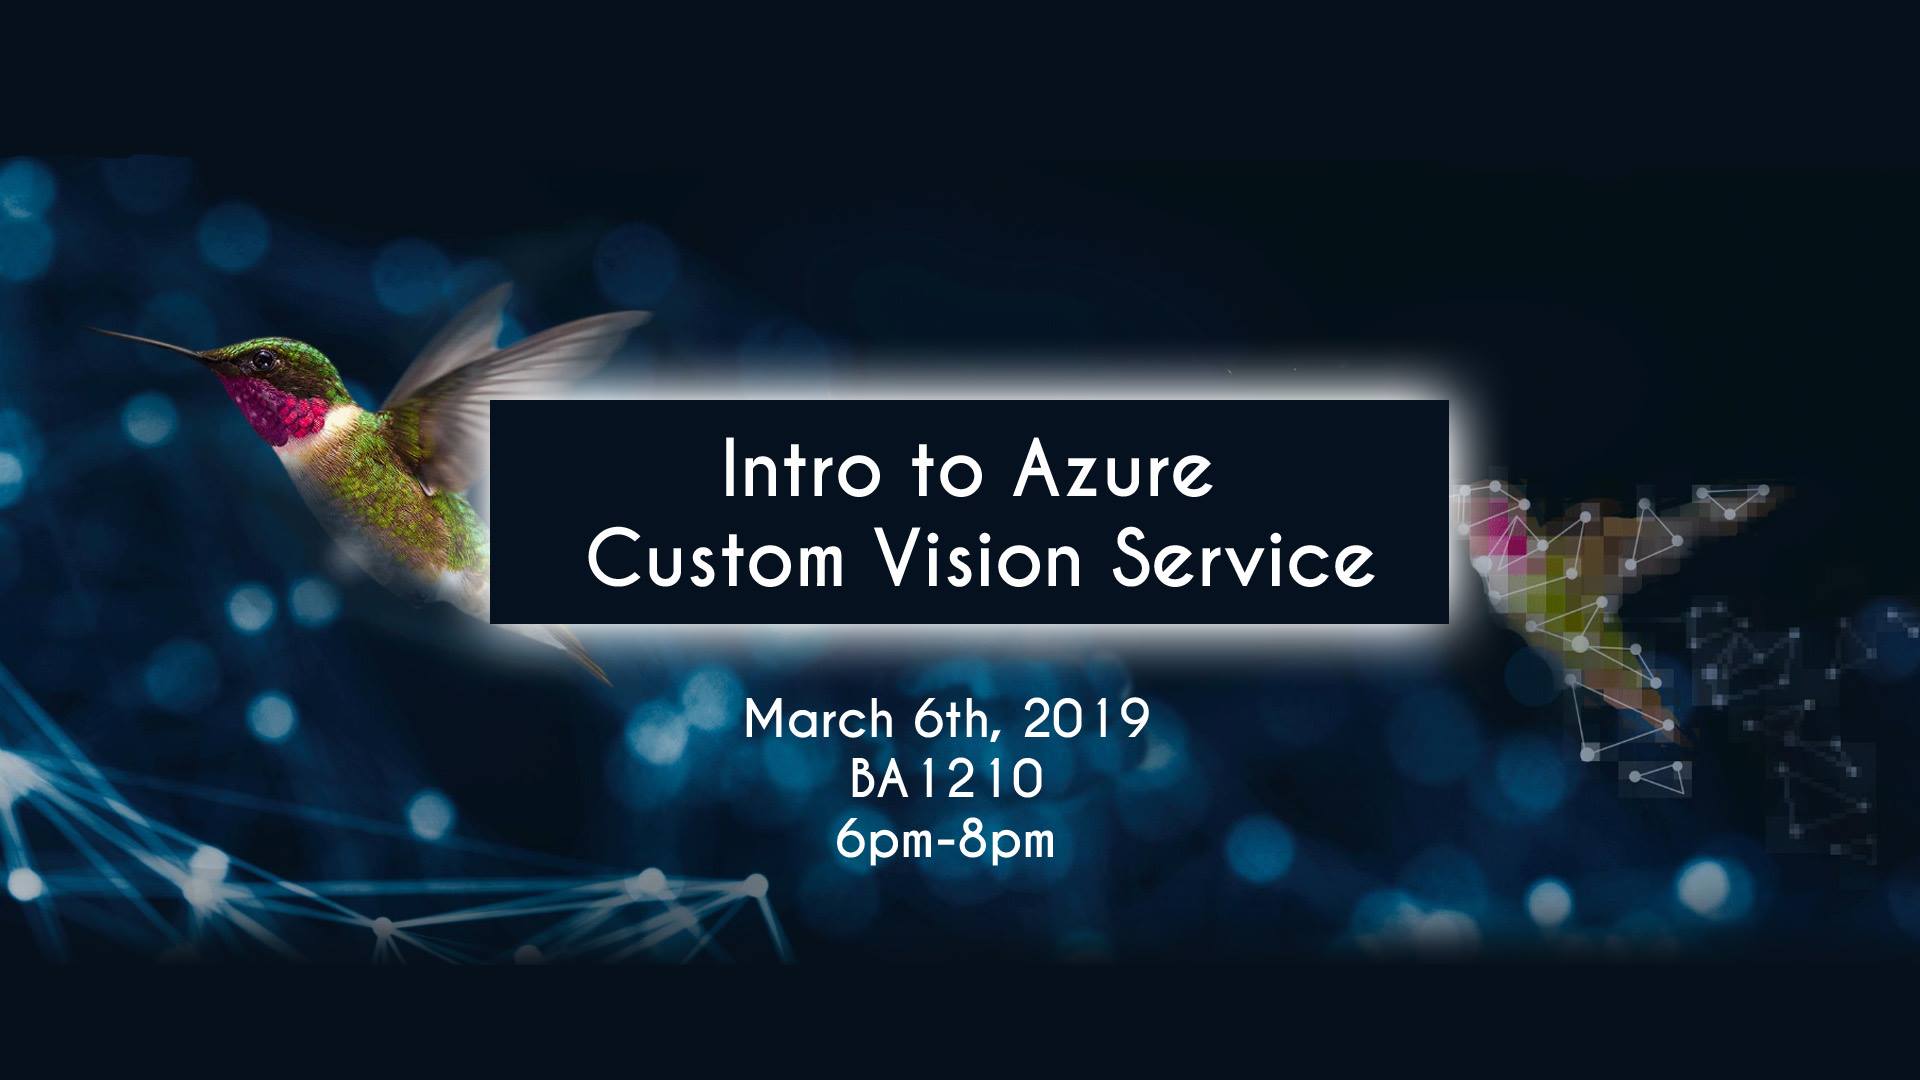 Intro to Azure
Custom Vision Service
March 6th, 2019
BA1210
6pm-8pm